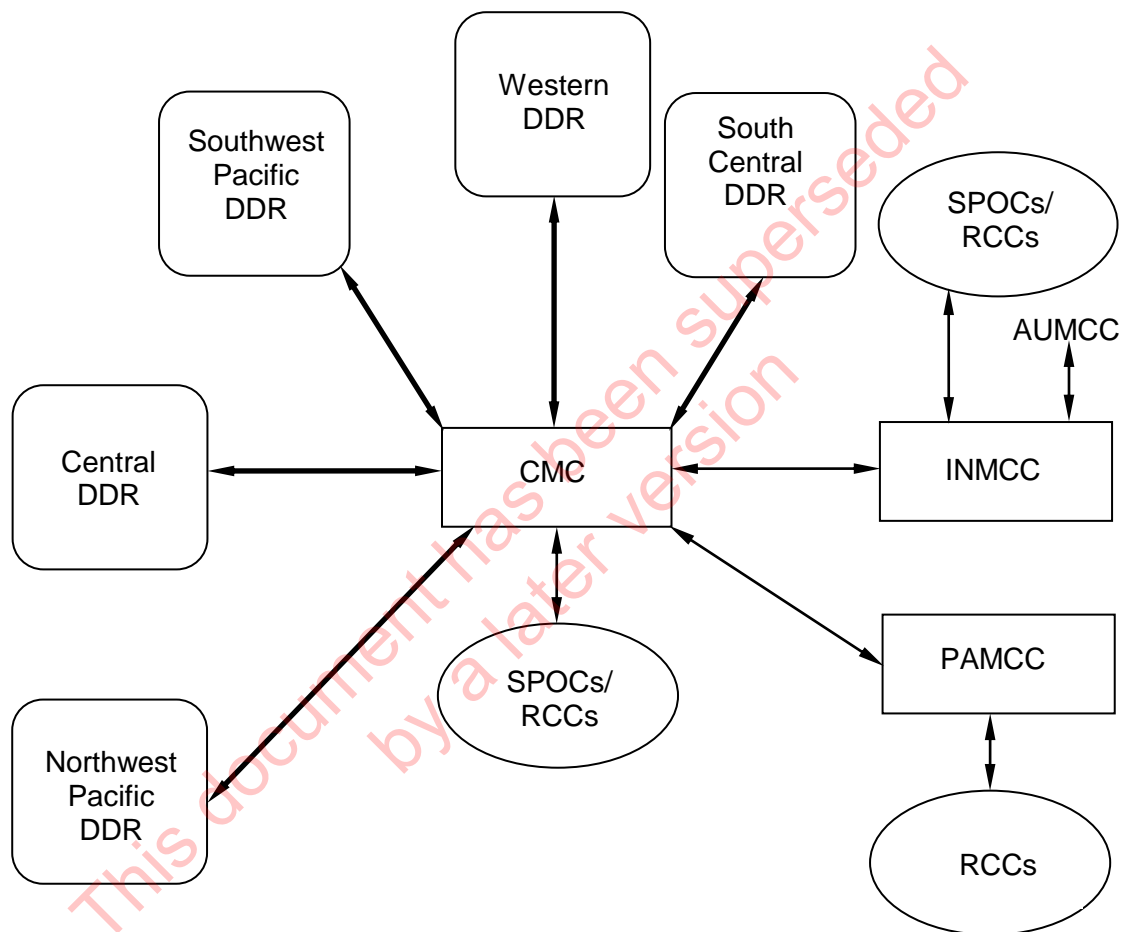 Western
DDR
Southwest
Pacific
DDR
South
Central
DDR
SPOCs/
RCCs
AUMCC
Central
DDR
CMC
INMCC
SPOCs/
RCCs
PAMCC
Northwest
Pacific
DDR
RCCs
This document has been superseded
by a later version